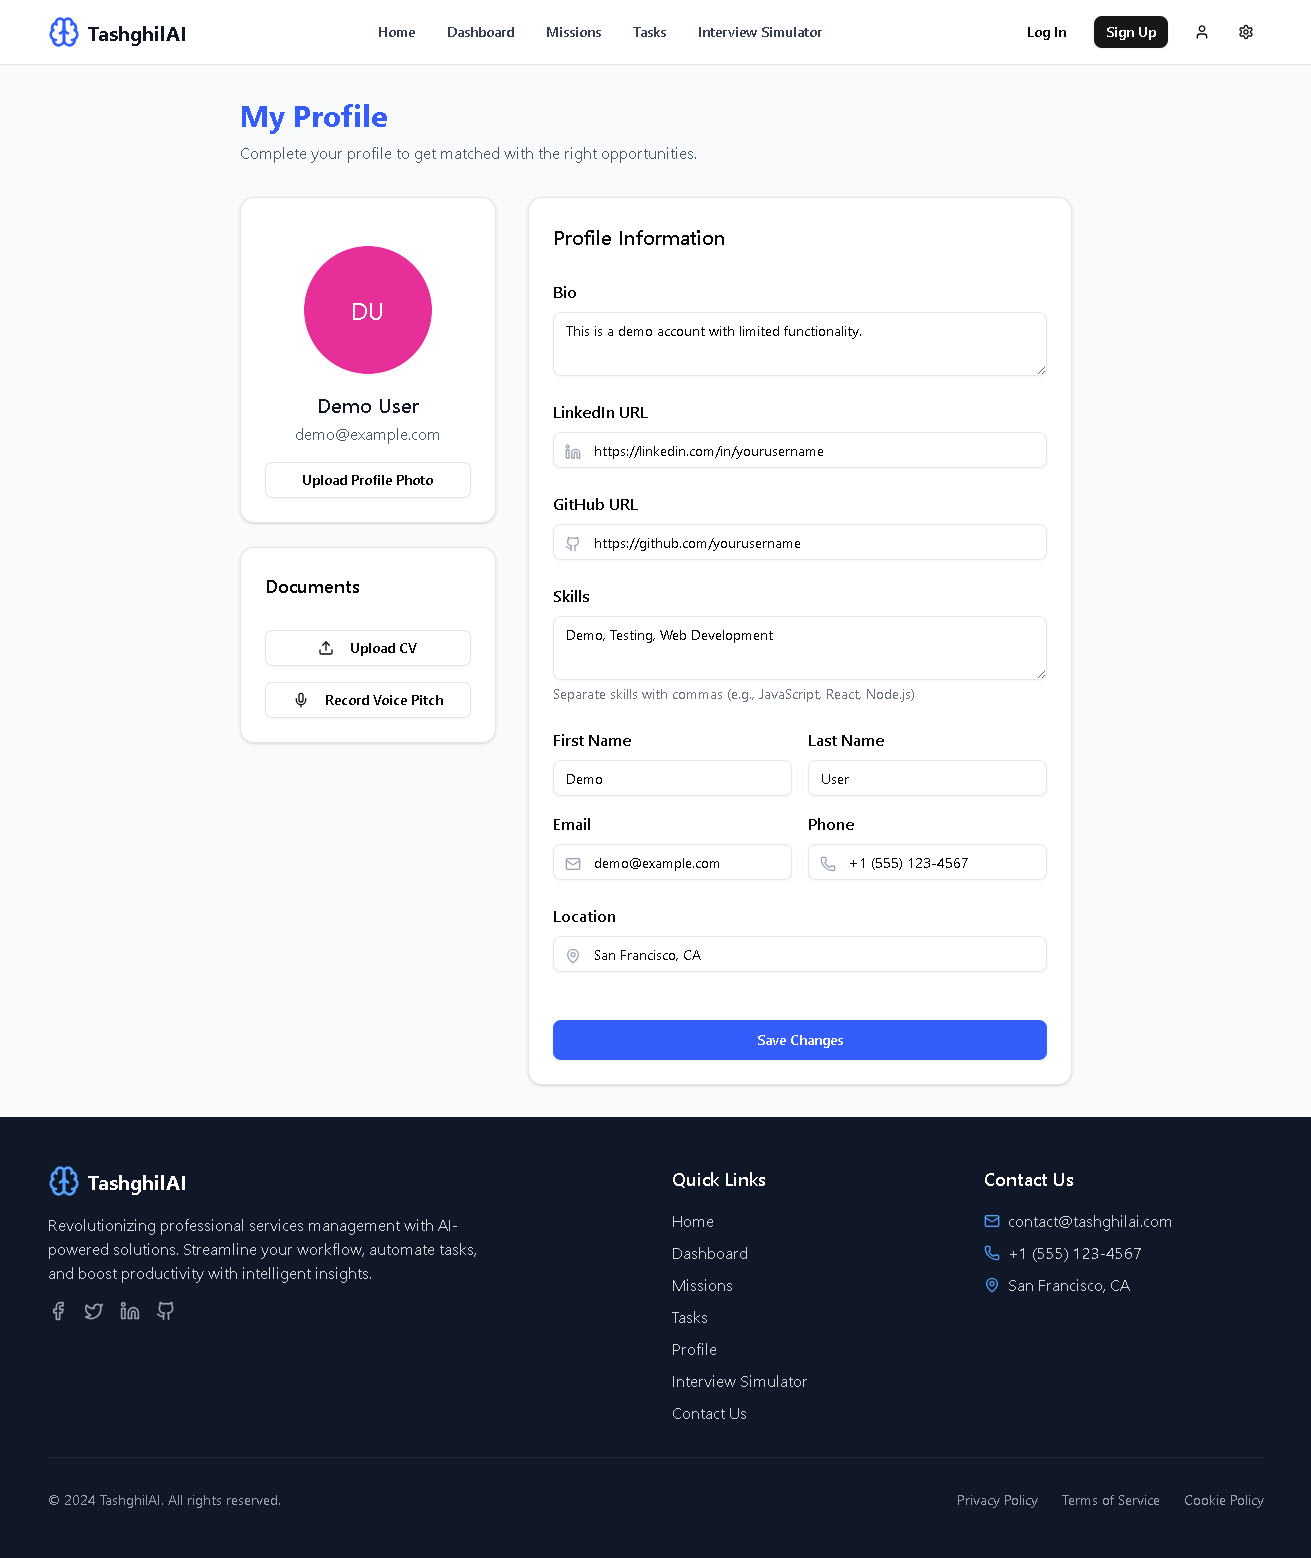 TashghilAI
Home
Dashboard
Missions
Tasks
Interview Simulator
Log In
Sign Up
My Profile
Complete your profile to get matched with the right opportunities.
DU
Demo User
demo@example.com
Upload Profile Photo
Documents
Upload CV
Record Voice Pitch
Profile Information
Bio
This is a demo account with limited functionality.
LinkedIn URL
https://linkedin.com/in/yourusername
GitHub URL
https://github.com/yourusername
Skills
Demo, Testing, Web Development
Separate skills with commas (e.g., JavaScript, React, Node.js)
First Name
Last Name
Demo
User
Email
Phone
demo@example.com
+1 (555) 123-4567
Location
San Francisco, CA
Save Changes
TashghilAI
Revolutionizing professional services management with AI-
powered solutions. Streamline your workflow, automate tasks,
and boost productivity with intelligent insights.
Quick Links
Home
Dashboard
Missions
Tasks
Profile
Interview Simulator
Contact Us
Contact Us
contact@tashghilai.com
+1 (555) 123-4567
San Francisco, CA
© 2024 TashghilAI. All rights reserved.
Privacy Policy
Terms of Service
Cookie Policy